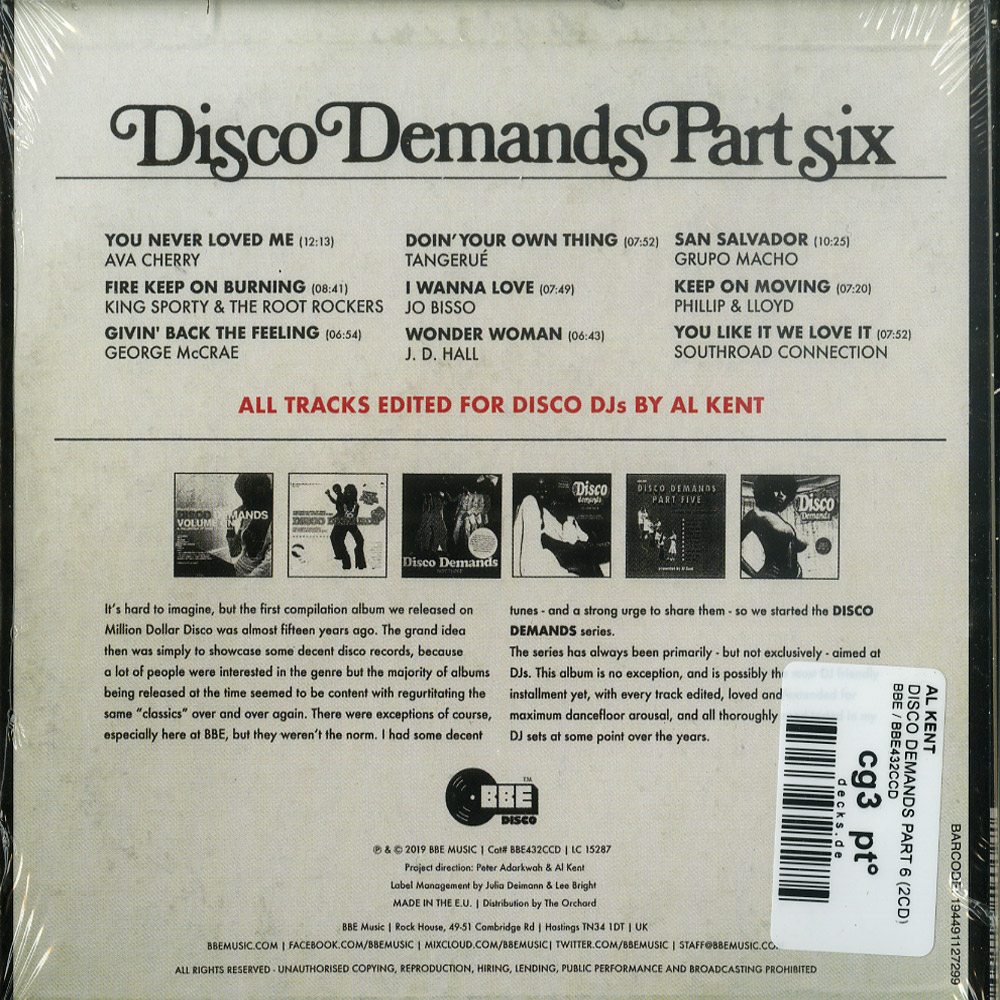 Disco Demands Part six
YOU NEVER LOVED ME (12:13)
AVA CHERRY
FIRE KEEP ON BURNING (08:41)
KING SPORTY & THE ROOT ROCKERS
GIVIN' BACK THE FEELING (06:54)
GEORGE McCRAE
DOIN' YOUR OWN THING (07:52)
TANGERUÉ
I WANNA LOVE (07:49)
JO BISSO
WONDER WOMAN (06:43)
J. D. HALL
SAN SALVADOR (10:25)
GRUPO MACHO
KEEP ON MOVING (07:20)
PHILLIP & LLOYD
YOU LIKE IT WE LOVE IT (07:52)
SOUTHROAD CONNECTION
ALL TRACKS EDITED FOR DISCO DJs BY AL KENT
DISCO DEMANDS
VOLUME
DISCO DEMANDS
Disco Demands
Disco
demands
DISCO DEMANDS
PART FIVE
presented by Al Kent
Disco
Demands
It's hard to imagine, but the first compilation album we released on
Million Dollar Disco was almost fifteen years ago. The grand idea
then was simply to showcase some decent disco records, because
a lot of people were interested in the genre but the majority of albums
being released at the time seemed to be content with regurtitating the
same "classics" over and over again. There were exceptions of course,
especially here at BBE, but they weren't the norm. I had some decent
tunes - and a strong urge to share them - so we started the DISCO
DEMANDS series.
The series has always been primarily - but not exclusively - aimed at
DJs. This album is no exception, and is possibly the
installment yet, with every track edited, loved and
maximum dancefloor arousal, and all thoroughly
DJ sets at some point over the years.
BBE TM
DISCO
℗ & © 2019 BBE MUSIC | Cat# BBE432CCD | LC 15287
Project direction: Peter Adarkwah & Al Kent
Label Management by Julia Deimann & Lee Bright
MADE IN THE E.U. | Distribution by The Orchard
BBE Music | Rock House, 49-51 Cambridge Rd | Hastings TN34 1DT | UK
BBEMUSIC.COM | FACEBOOK.COM/BBEMUSIC | MIXCLOUD.COM/BBEMUSIC| TWITTER.COM/BBEMUSIC | STAFF@BBEMUSIC.CO
ALL RIGHTS RESERVED - UNAUTHORISED COPYING, REPRODUCTION, HIRING, LENDING, PUBLIC PERFORMANCE AND BROADCASTING PROHIBITED
AL KENT
DISCO DEMANDS PART 6 (2CD)
BBE / BBE432CCD
cg3 pt°
decks.de
BARCODE: 194491127299